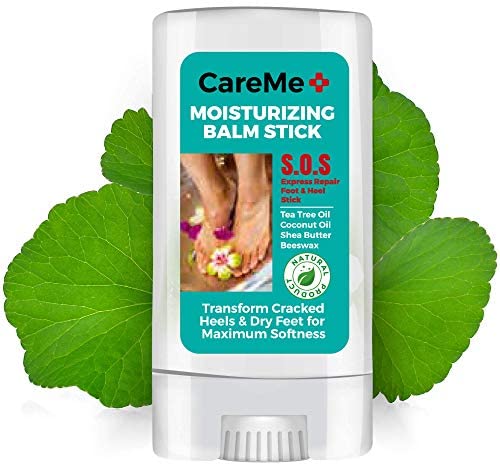 CareMe
MOISTURIZING
BALM STICK
S.O.S
Express Repair
Foot & Heel
Stick
Tea Tree Oil
Coconut Oil
Shea Butter
Beeswax
NATURAL
PRODUCT
Transform Cracked
Heels & Dry Feet for
Maximum Softness